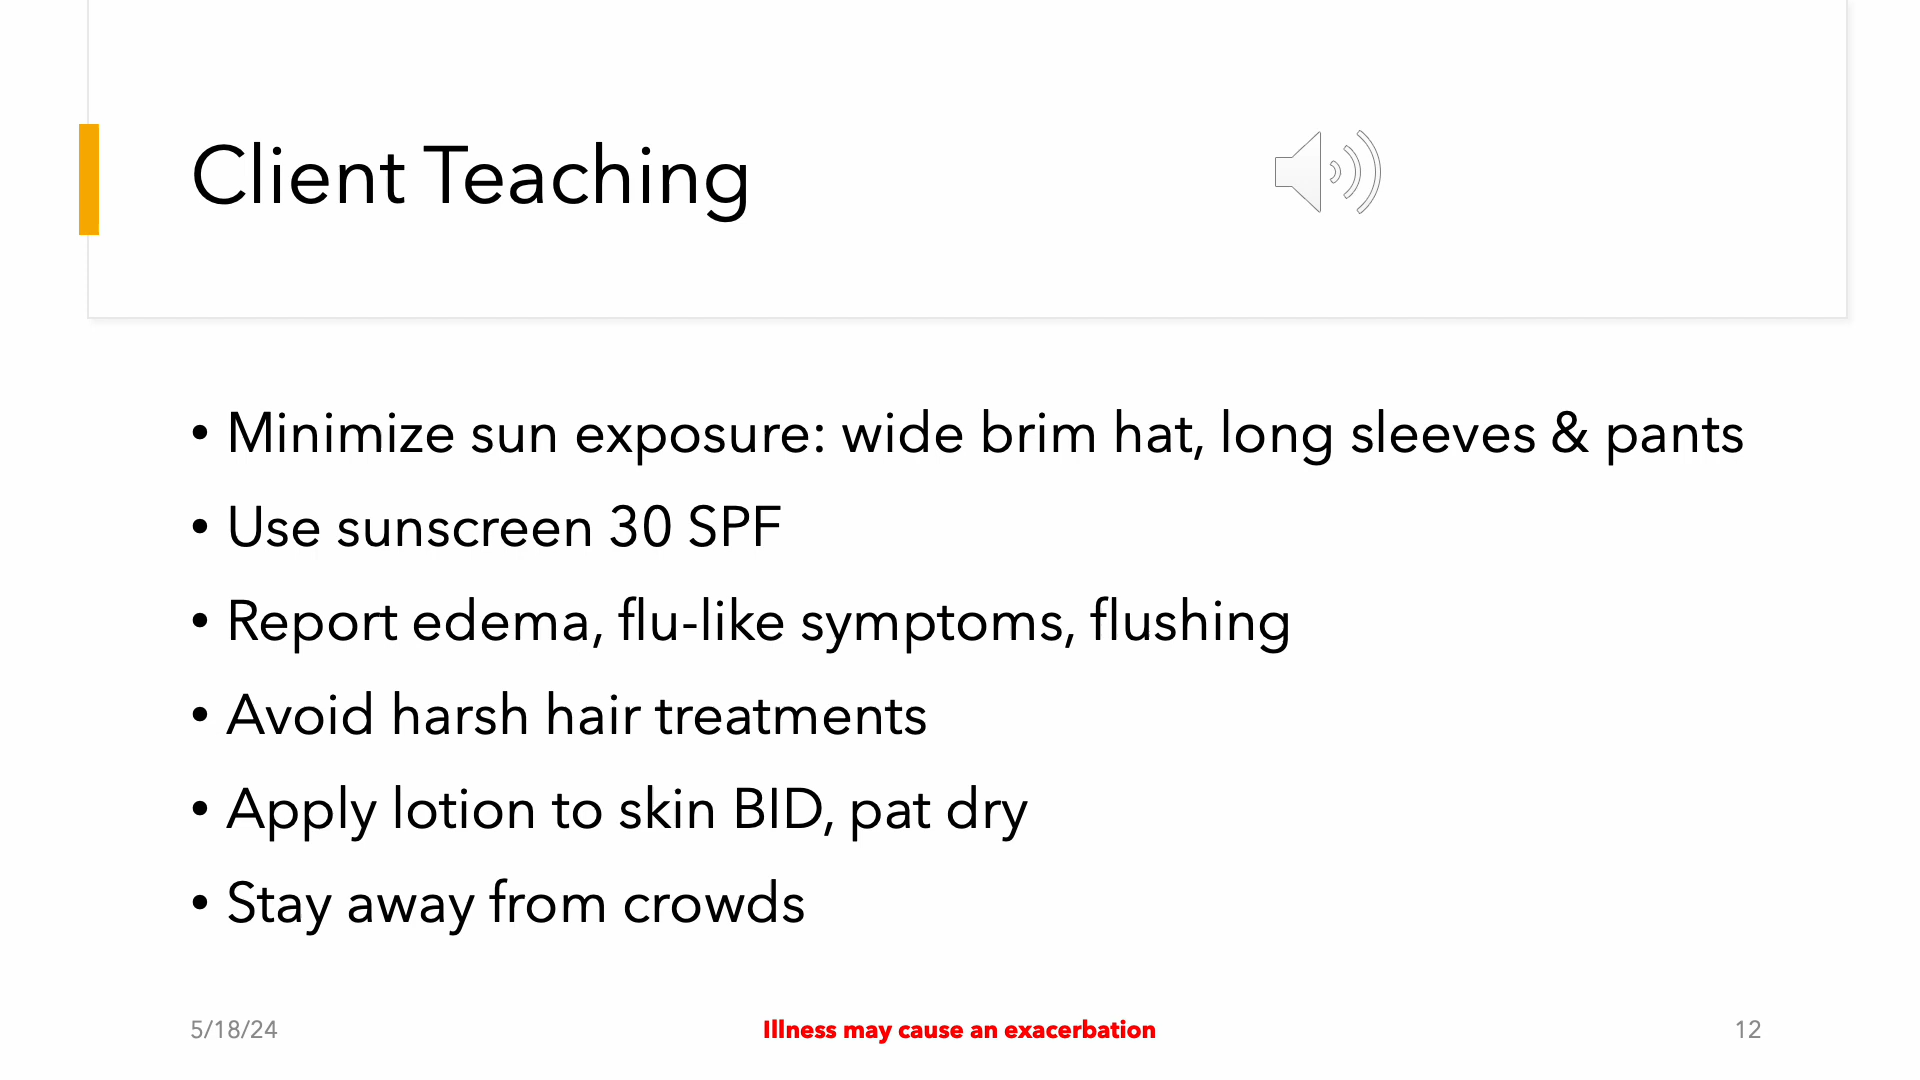 Client Teaching
• Minimize sun exposure: wide brim hat, long sleeves & pants
• Use sunscreen 30 SPF
• Report edema, flu-like symptoms, flushing
• Avoid harsh hair treatments
• Apply lotion to skin BID, pat dry
• Stay away from crowds
5/18/24
Illness may cause an exacerbation
12